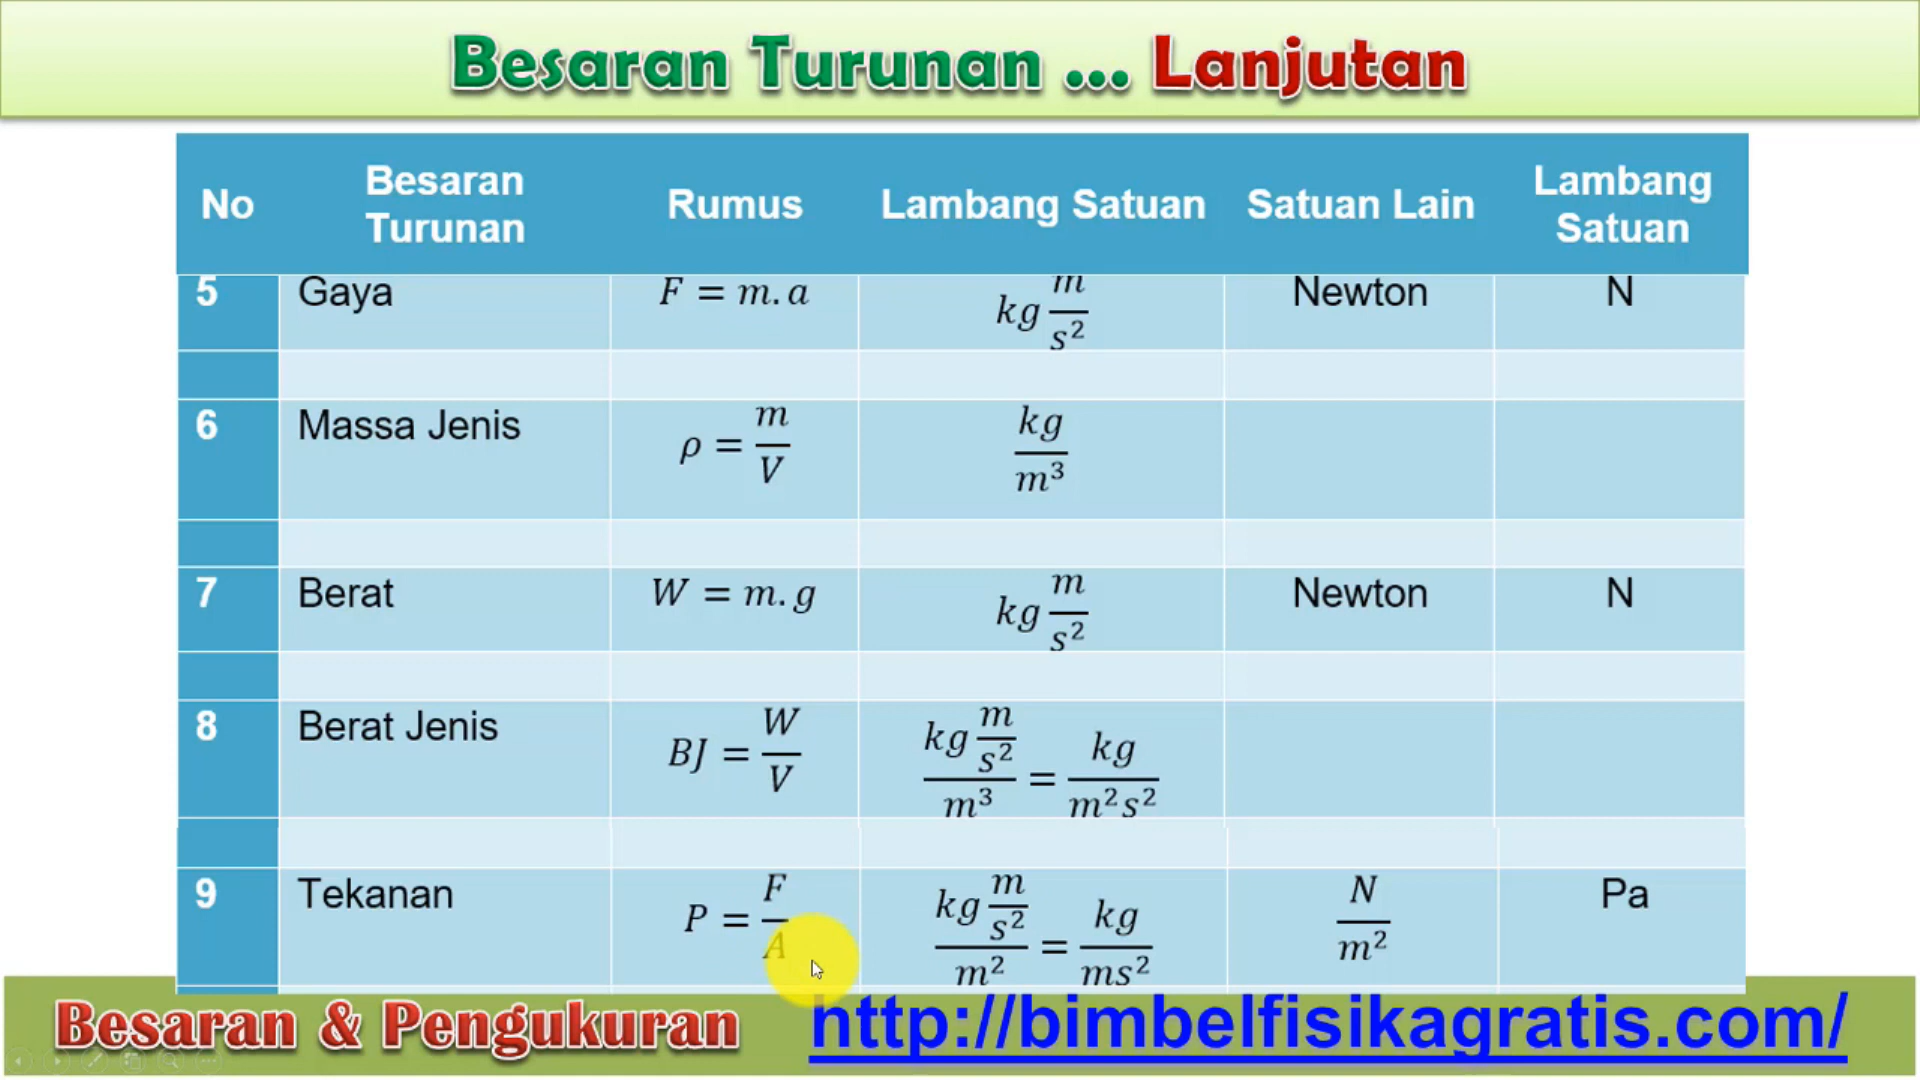 Besaran Turunan ... Lanjutan
No Besaran Turunan Rumus Lambang Satuan Satuan Lain Lambang Satuan
5 Gaya F = m. a kg m/s² Newton N
6 Massa Jenis ρ = m/V kg/m³
7 Berat W = m. g kg m/s² Newton N
8 Berat Jenis BJ = W/V kg m/s²/m³ = kg/m²s²
9 Tekanan P = F/A kg m/s²/m² = kg/ms² N/m² Pa
Besaran & Pengukuran http://bimbelfisikagratis.com/